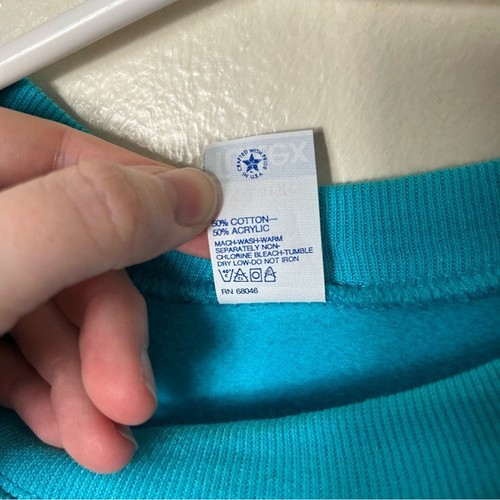 CRAFTED WITH PRIDE
IN U.S.A.
50% COTTON—
50% ACRYLIC
MACH-WASH-WARM
SEPARATELY NON-
CHLORINE BLEACH-TUMBLE
DRY LOW-DO NOT IRON
RN 68046